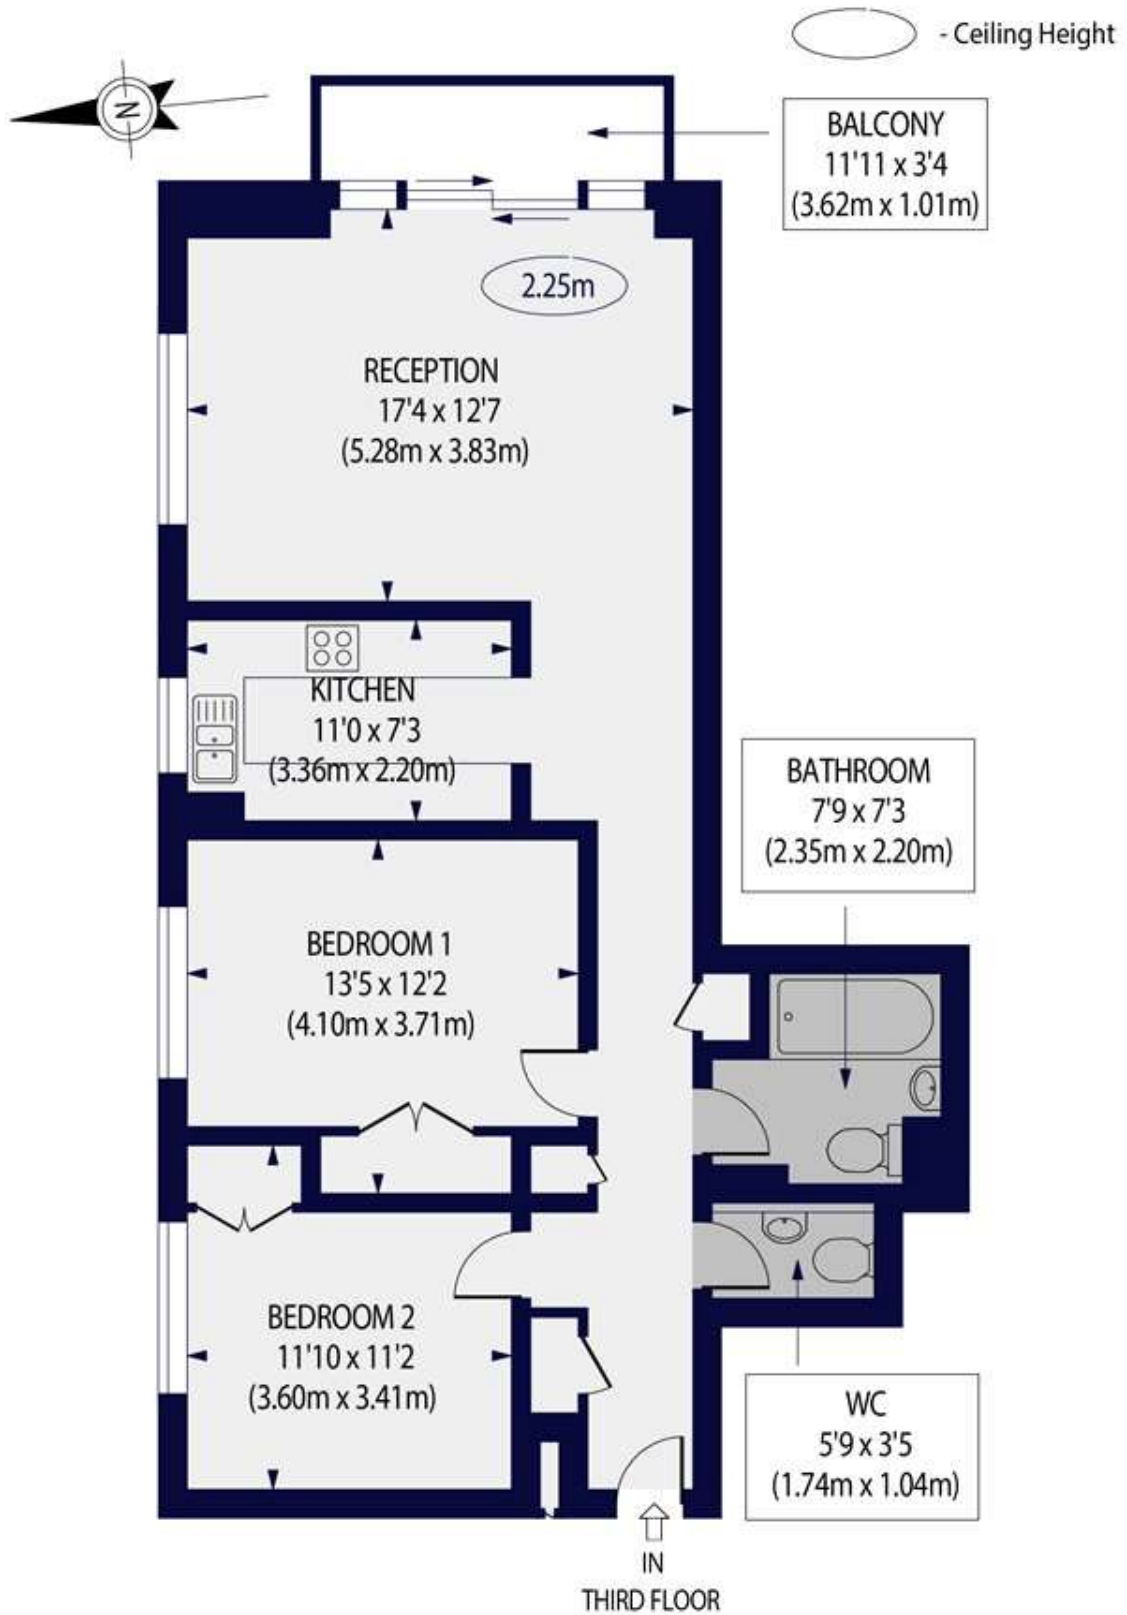 - Ceiling Height
N
BALCONY
11'11 x 3'4
(3.62m x 1.01m)
2.25m
RECEPTION
17'4 x 12'7
(5.28m x 3.83m)
KITCHEN
11'0 x 7'3
(3.36m x 2.20m)
BATHROOM
7'9 x 7'3
(2.35m x 2.20m)
BEDROOM 1
13'5 x 12'2
(4.10m x 3.71m)
BEDROOM 2
11'10 x 11'2
(3.60m x 3.41m)
WC
5'9 x 3'5
(1.74m x 1.04m)
IN
THIRD FLOOR